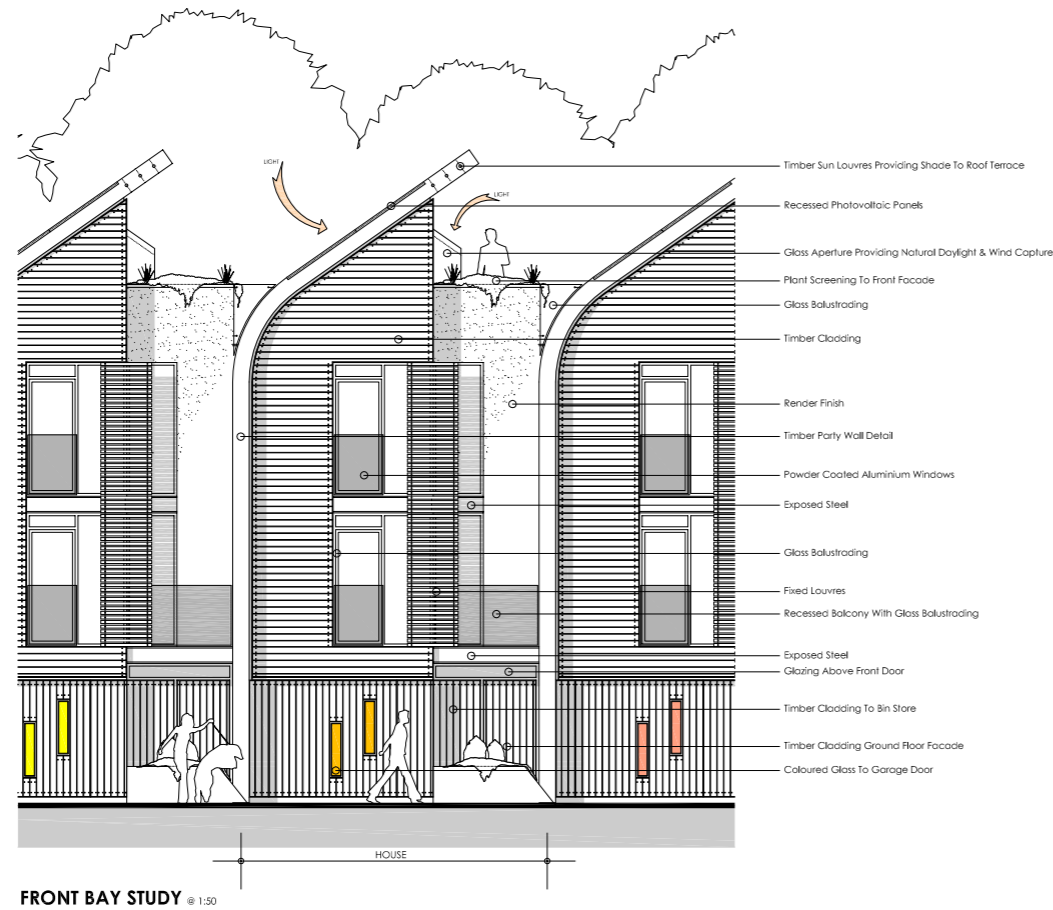 LIGHT
LIGHT
Timber Sun Louvres Providing Shade To Roof Terrace
Recessed Photovoltaic Panels
Glass Aperture Providing Natural Daylight & Wind Capture
Plant Screening To Front Facade
Glass Balustrading
Timber Cladding
Render Finish
Timber Party Wall Detail
Powder Coated Aluminium Windows
Exposed Steel
Glass Balustrading
Fixed Louvres
Recessed Balcony With Glass Balustrading
Exposed Steel
Glazing Above Front Door
Timber Cladding To Bin Store
Timber Cladding Ground Floor Facade
Coloured Glass To Garage Door
HOUSE
FRONT BAY STUDY @ 1:50